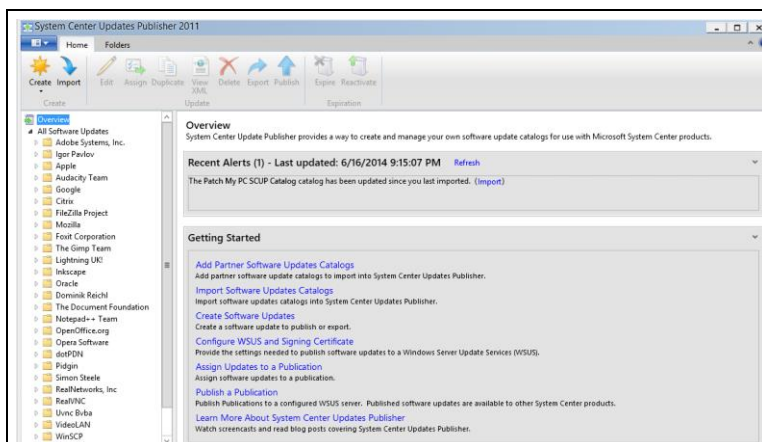 System Center Updates Publisher 2011
Home Folders
Create Import Edit Assign Duplicate View XML Delete Export Publish Expire Reactivate
Create Update Expiration
Overview
All Software Updates
Adobe Systems, Inc.
Igor Pavlov
Apple
Audacity Team
Google
Citrix
FileZilla Project
Mozilla
Foxit Corporation
The Gimp Team
Lightning UK!
Inkscape
Oracle
Dominik Reichl
The Document Foundation
Notepad++ Team
OpenOffice.org
Opera Software
dotPDN
Pidgin
Simon Steele
RealNetworks, Inc
RealVNC
Uvnc Bvba
VideoLAN
WinSCP
Overview
System Center Update Publisher provides a way to create and manage your own software update catalogs for use with Microsoft System Center products.
Recent Alerts (1) - Last updated: 6/16/2014 9:15:07 PM Refresh
The Patch My PC SCUP Catalog catalog has been updated since you last imported. (Import)
Getting Started
Add Partner Software Updates Catalogs
Add partner software update catalogs to import into System Center Updates Publisher.
Import Software Updates Catalogs
Import software updates catalogs into System Center Updates Publisher.
Create Software Updates
Create a software update to publish or export.
Configure WSUS and Signing Certificate
Provide the settings needed to publish software updates to a Windows Server Update Services (WSUS).
Assign Updates to a Publication
Assign software updates to a publication.
Publish a Publication
Publish Publications to a configured WSUS server. Published software updates are available to other System Center products.
Learn More About System Center Updates Publisher
Watch screencasts and read blog posts covering System Center Updates Publisher.